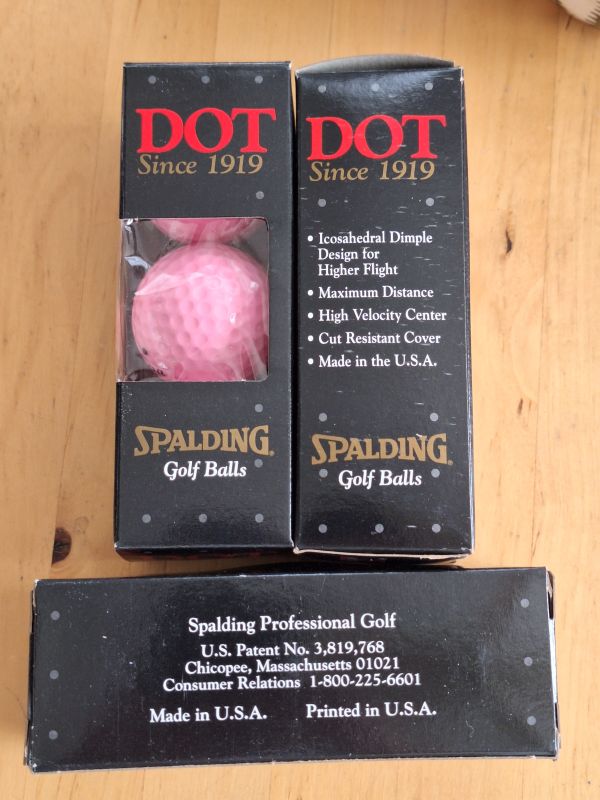 DOT
Since 1919
SPALDING®
Golf Balls
DOT
Since 1919
• Icosahedral Dimple
Design for
Higher Flight
• Maximum Distance
• High Velocity Center
• Cut Resistant Cover
• Made in the U.S.A.
SPALDING®
Golf Balls
Spalding Professional Golf
U.S. Patent No. 3,819,768
Chicopee, Massachusetts 01021
Consumer Relations 1-800-225-6601
Made in U.S.A. Printed in U.S.A.